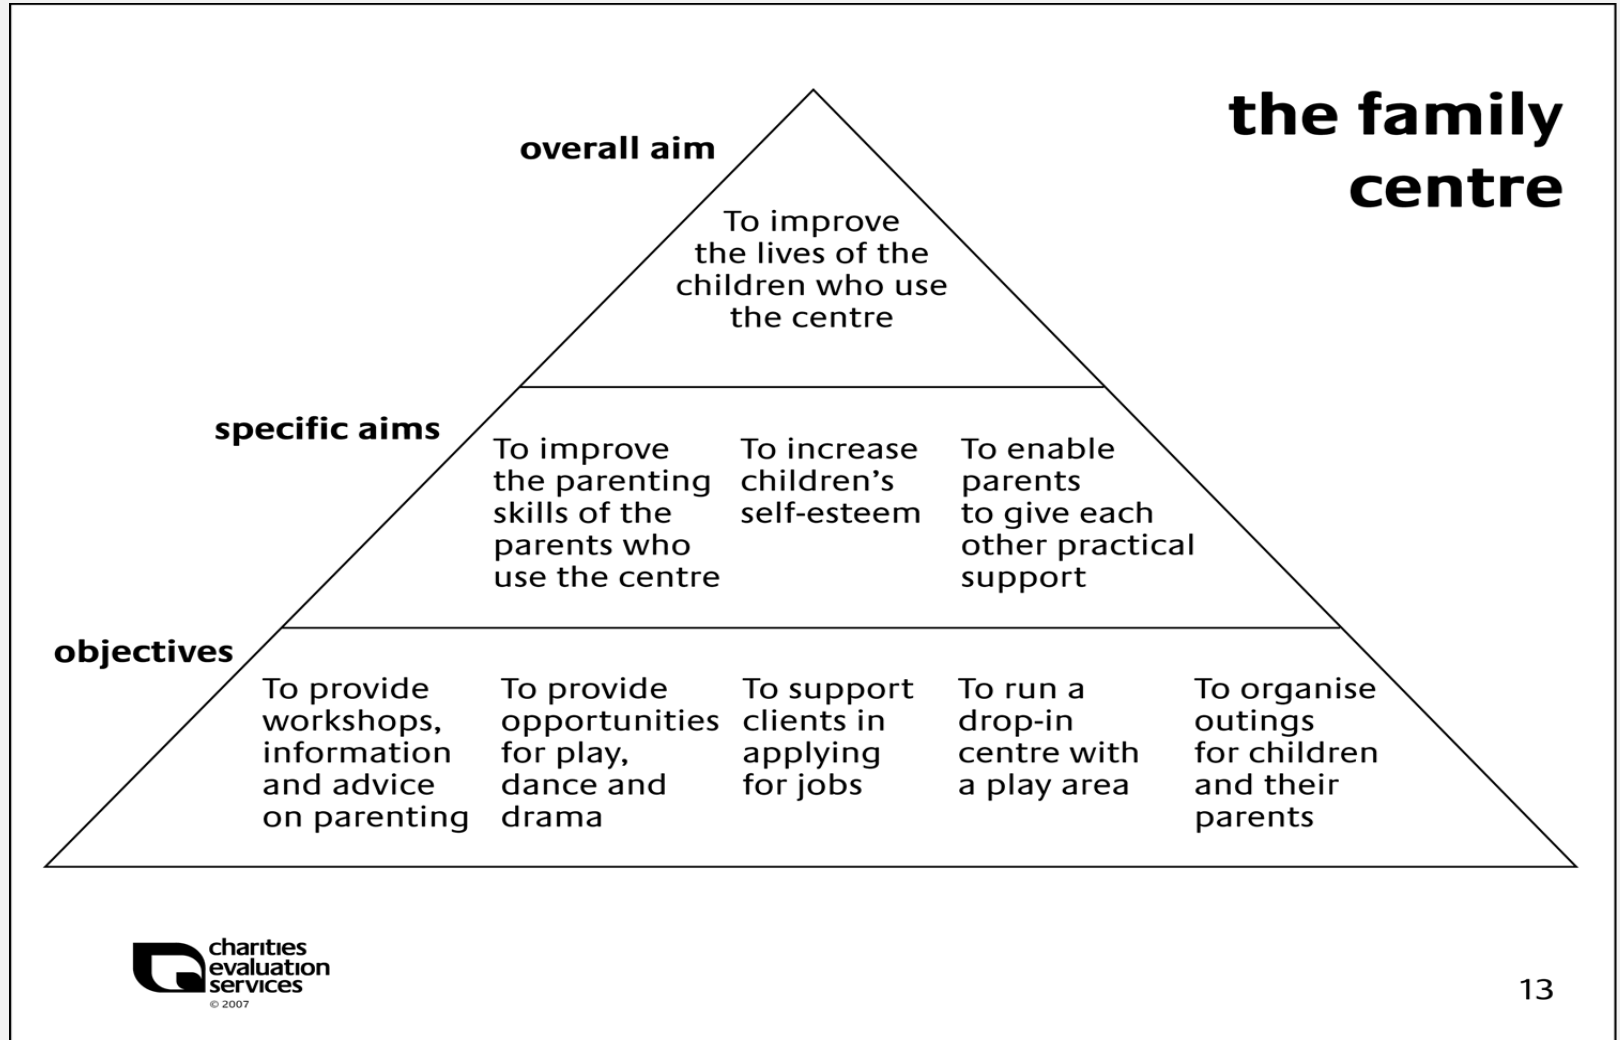 the family
centre
overall aim
To improve
the lives of the
children who use
the centre
specific aims
To improve
the parenting
skills of the
parents who
use the centre
To increase
children’s
self-esteem
To enable
parents
to give each
other practical
support
objectives
To provide
workshops,
information
and advice
on parenting
To provide
opportunities
for play,
dance and
drama
To support
clients in
applying
for jobs
To run a
drop-in
centre with
a play area
To organise
outings
for children
and their
parents
charities
evaluation
services
© 2007
13